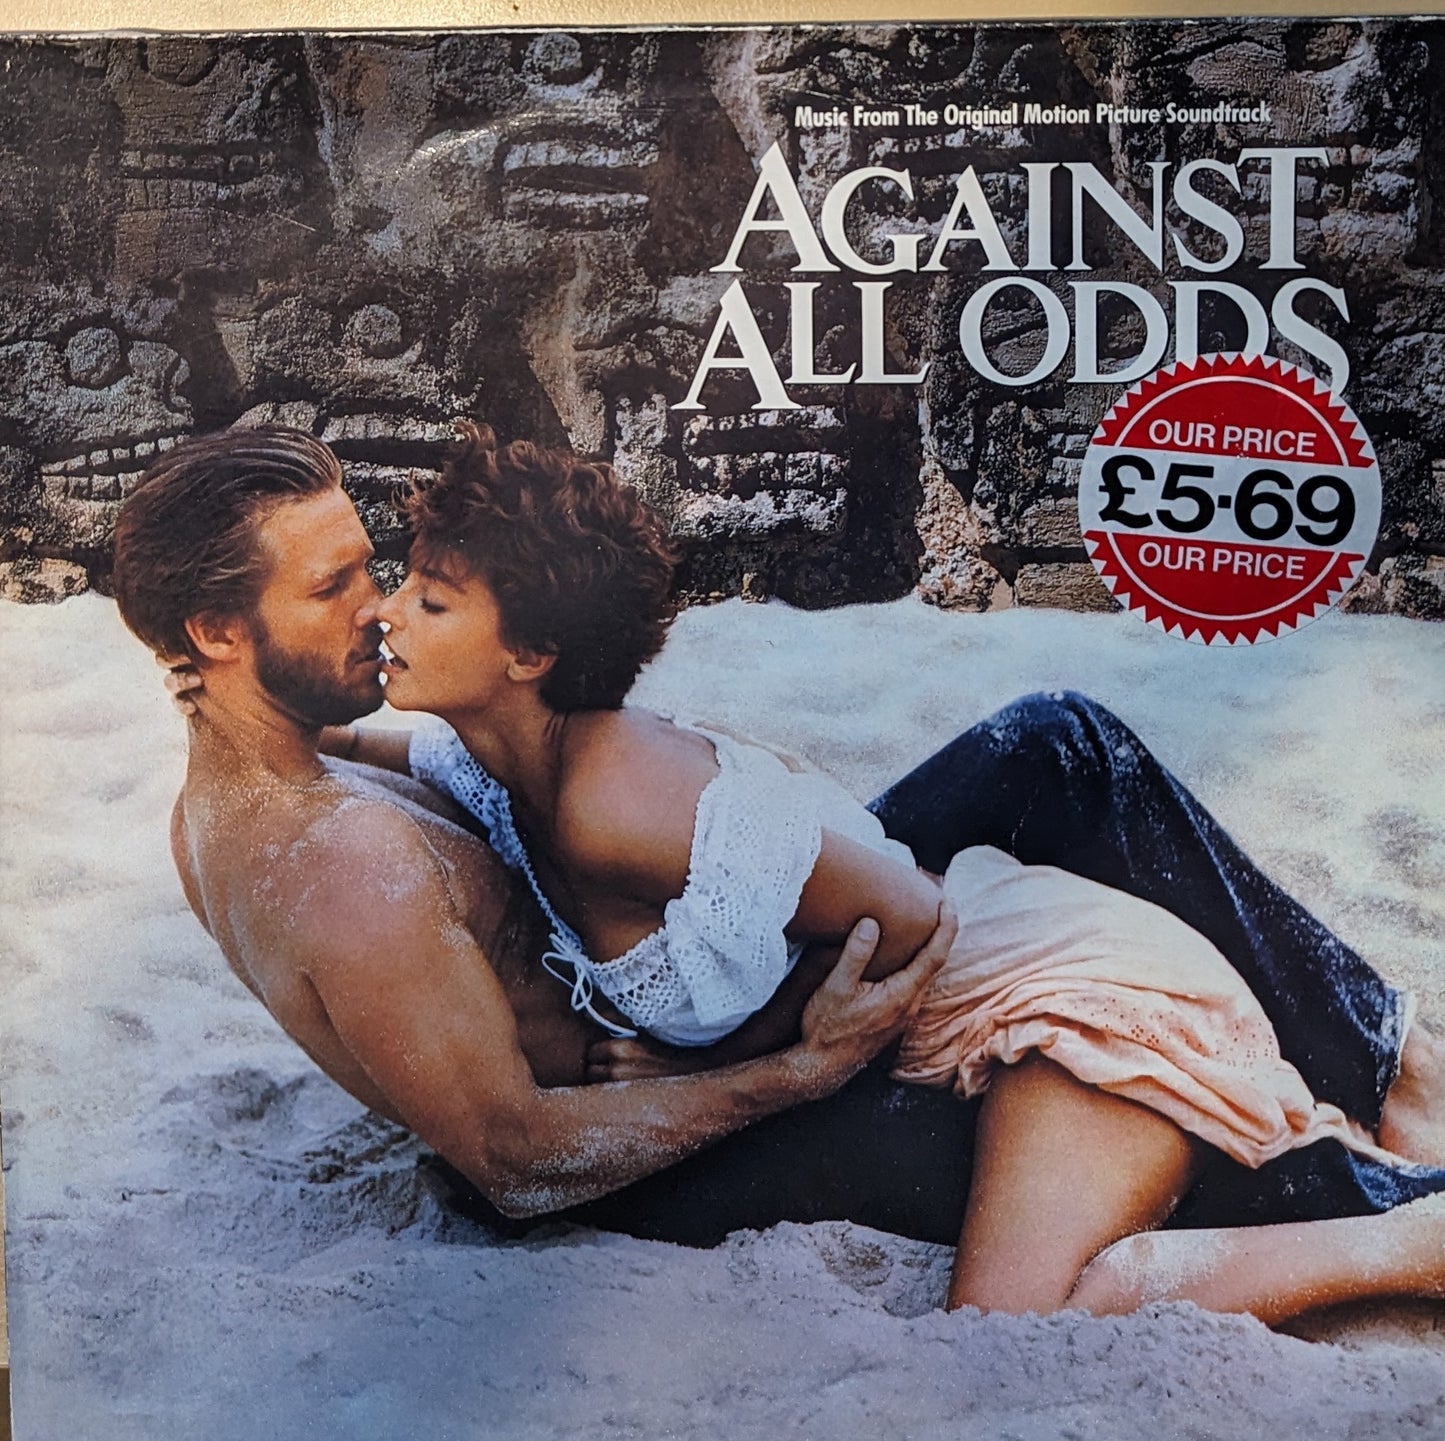 Music From The Original Motion Picture Soundtrack
AGAINST
ALL ODDS
OUR PRICE
£5·69
OUR PRICE